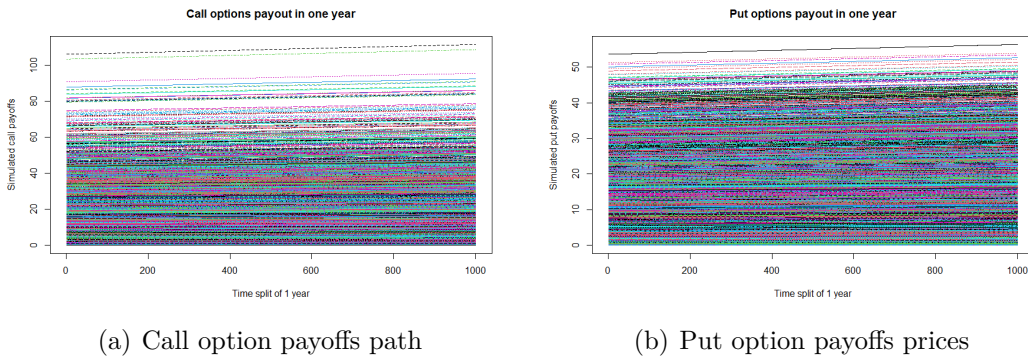 Call options payout in one year
Simulated call payoffs
100
80
60
40
20
0
0 200 400 600 800 1000
Time split of 1 year
(a) Call option payoffs path
Put options payout in one year
Simulated put payoffs
50
40
30
20
10
0
0 200 400 600 800 1000
Time split of 1 year
(b) Put option payoffs prices